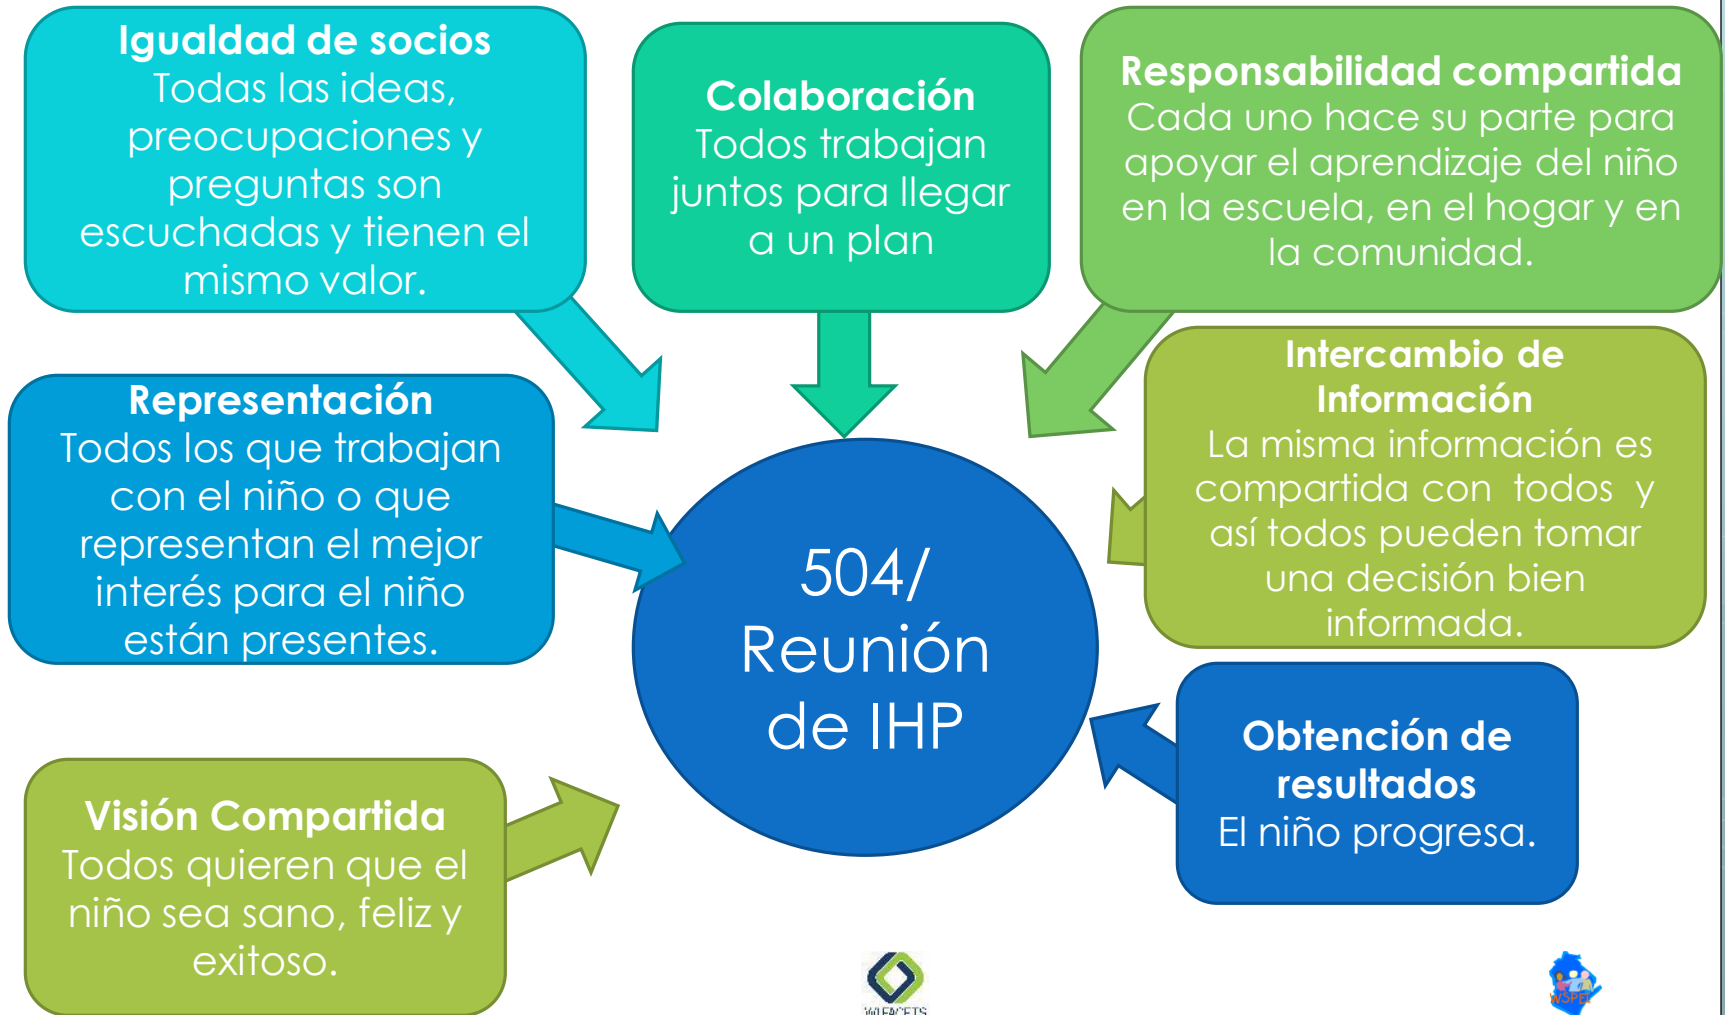 Igualdad de socios
Todas las ideas,
preocupaciones y
preguntas son
escuchadas y tienen el
mismo valor.
Colaboración
Todos trabajan
juntos para llegar
a un plan
Responsabilidad compartida
Cada uno hace su parte para
apoyar el aprendizaje del niño
en la escuela, en el hogar y en
la comunidad.
Representación
Todos los que trabajan
con el niño o que
representan el mejor
interés para el niño
están presentes.
Intercambio de
Información
La misma información es
compartida con todos y
así todos pueden tomar
una decisión bien
informada.
504/
Reunión
de IHP
Obtención de
resultados
El niño progresa.
Visión Compartida
Todos quieren que el
niño sea sano, feliz y
exitoso.
WI FACETS
WSPEI